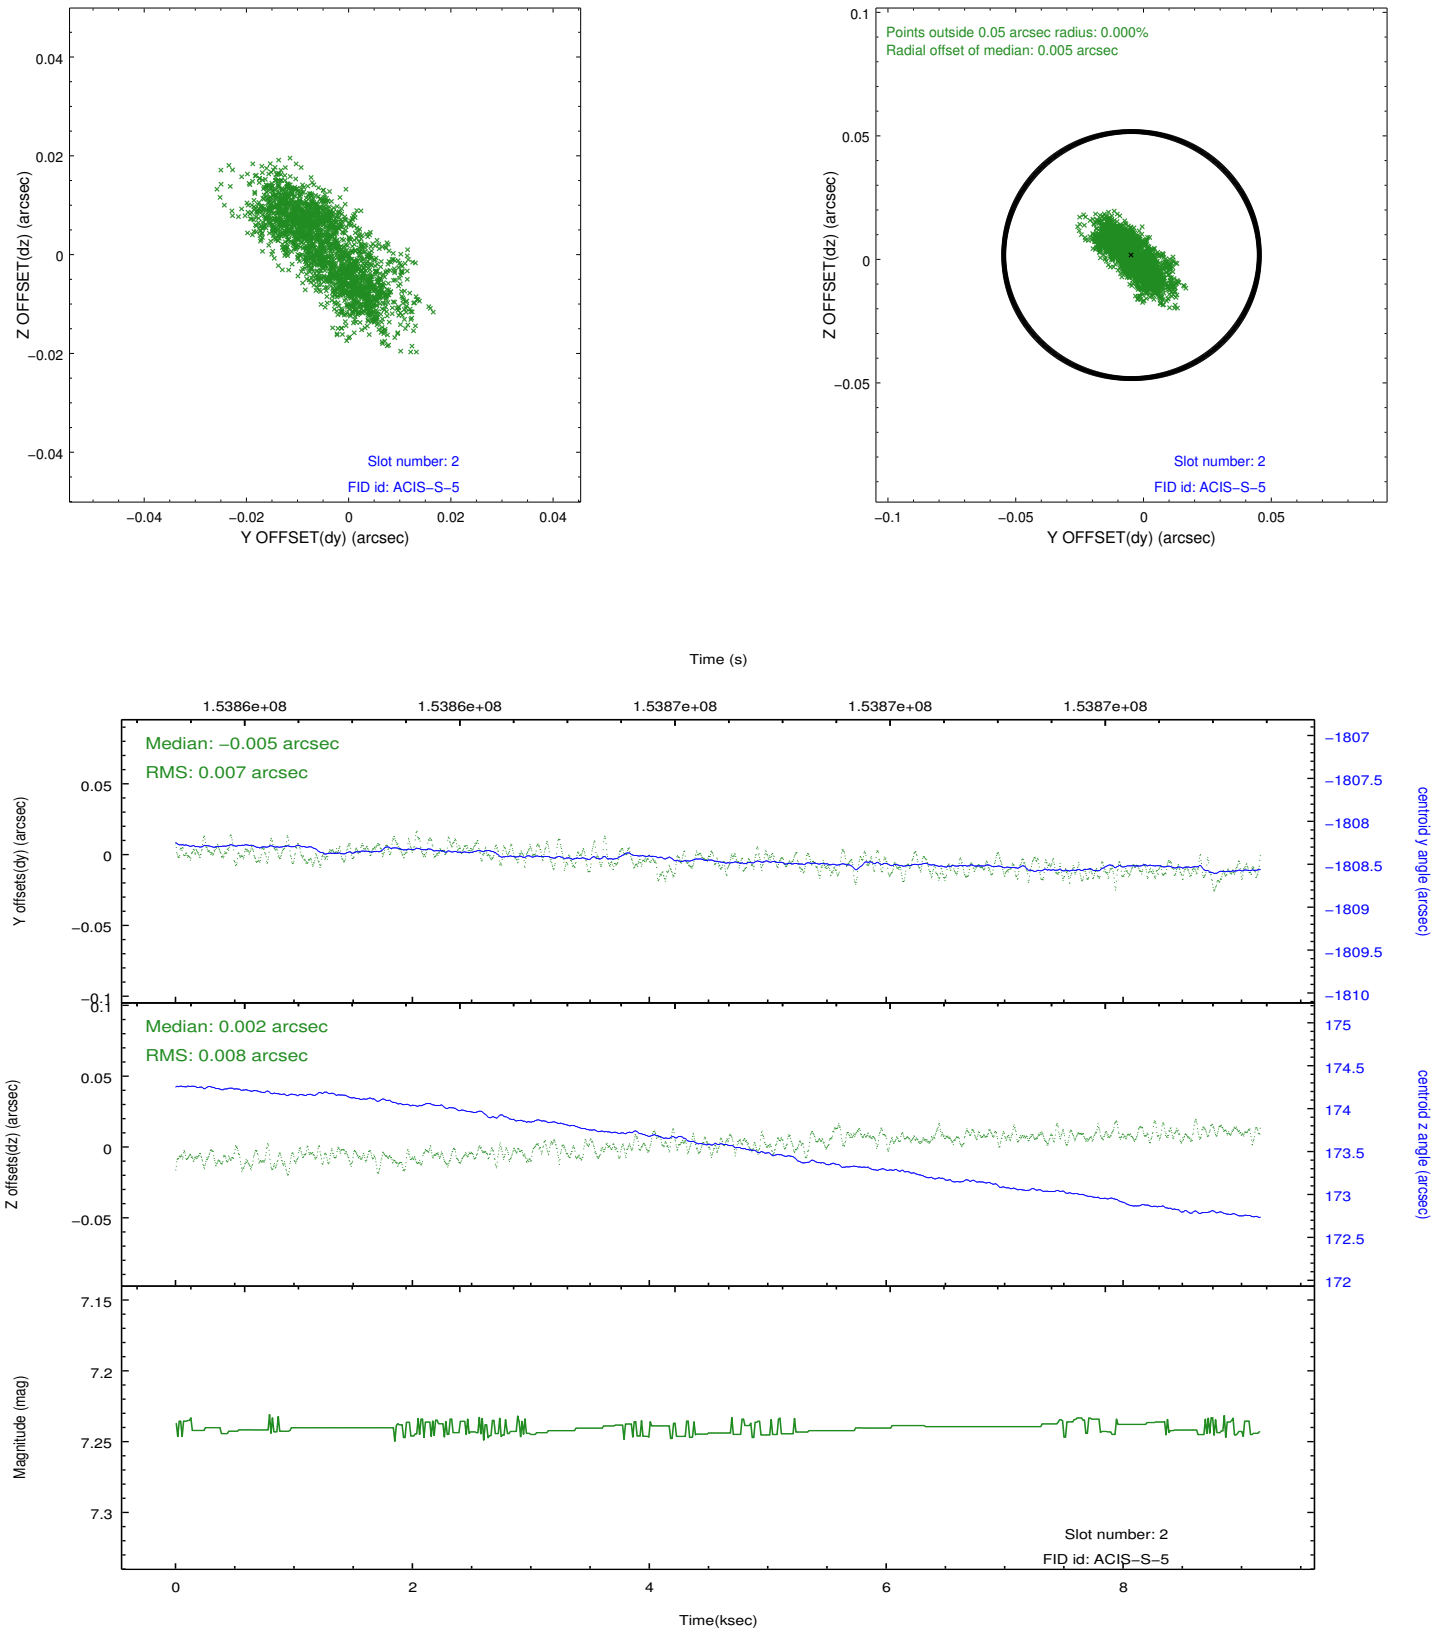 0.04
0.02
0
−0.02
−0.04
Z OFFSET(dz) (arcsec)
Slot number: 2
FID id: ACIS−S−5
−0.04
−0.02
0
0.02
0.04
Y OFFSET(dy) (arcsec)
Points outside 0.05 arcsec radius: 0.000%
Radial offset of median: 0.005 arcsec
0.1
0.05
0
−0.05
Z OFFSET(dz) (arcsec)
Slot number: 2
FID id: ACIS−S−5
−0.1
−0.05
0
0.05
Y OFFSET(dy) (arcsec)
Time (s)
1.5386e+08
1.5386e+08
1.5387e+08
1.5387e+08
1.5387e+08
Median: −0.005 arcsec
RMS: 0.007 arcsec
0.05
0
−0.05
−0.1
Y offsets(dy) (arcsec)
−1807
−1807.5
−1808
−1808.5
−1809
−1809.5
−1810
centroid y angle (arcsec)
Median: 0.002 arcsec
RMS: 0.008 arcsec
0.1
0.05
0
−0.05
Z offsets(dz) (arcsec)
175
174.5
174
173.5
173
172.5
172
centroid z angle (arcsec)
7.15
7.2
7.25
7.3
Magnitude (mag)
Slot number: 2
FID id: ACIS−S−5
0
2
4
6
8
Time(ksec)